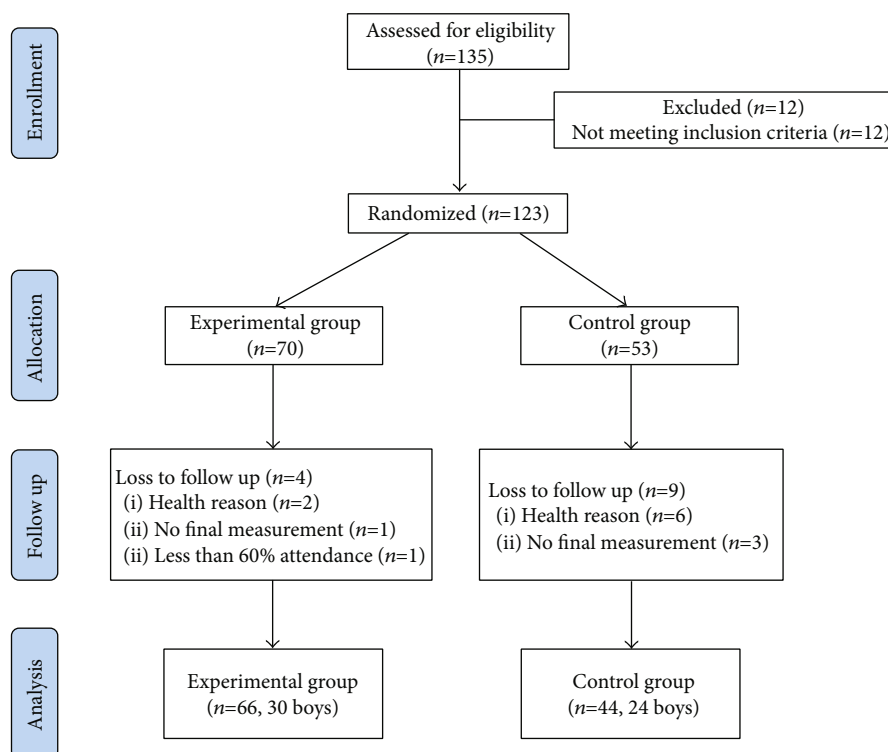 Enrollment
Assessed for eligibility
(n=135)
Excluded (n=12)
Not meeting inclusion criteria (n=12)
Randomized (n=123)
Allocation
Experimental group
(n=70)
Control group
(n=53)
Follow up
Loss to follow up (n=4)
(i) Health reason (n=2)
(ii) No final measurement (n=1)
(ii) Less than 60% attendance (n=1)
Loss to follow up (n=9)
(i) Health reason (n=6)
(ii) No final measurement (n=3)
Analysis
Experimental group
(n=66, 30 boys)
Control group
(n=44, 24 boys)